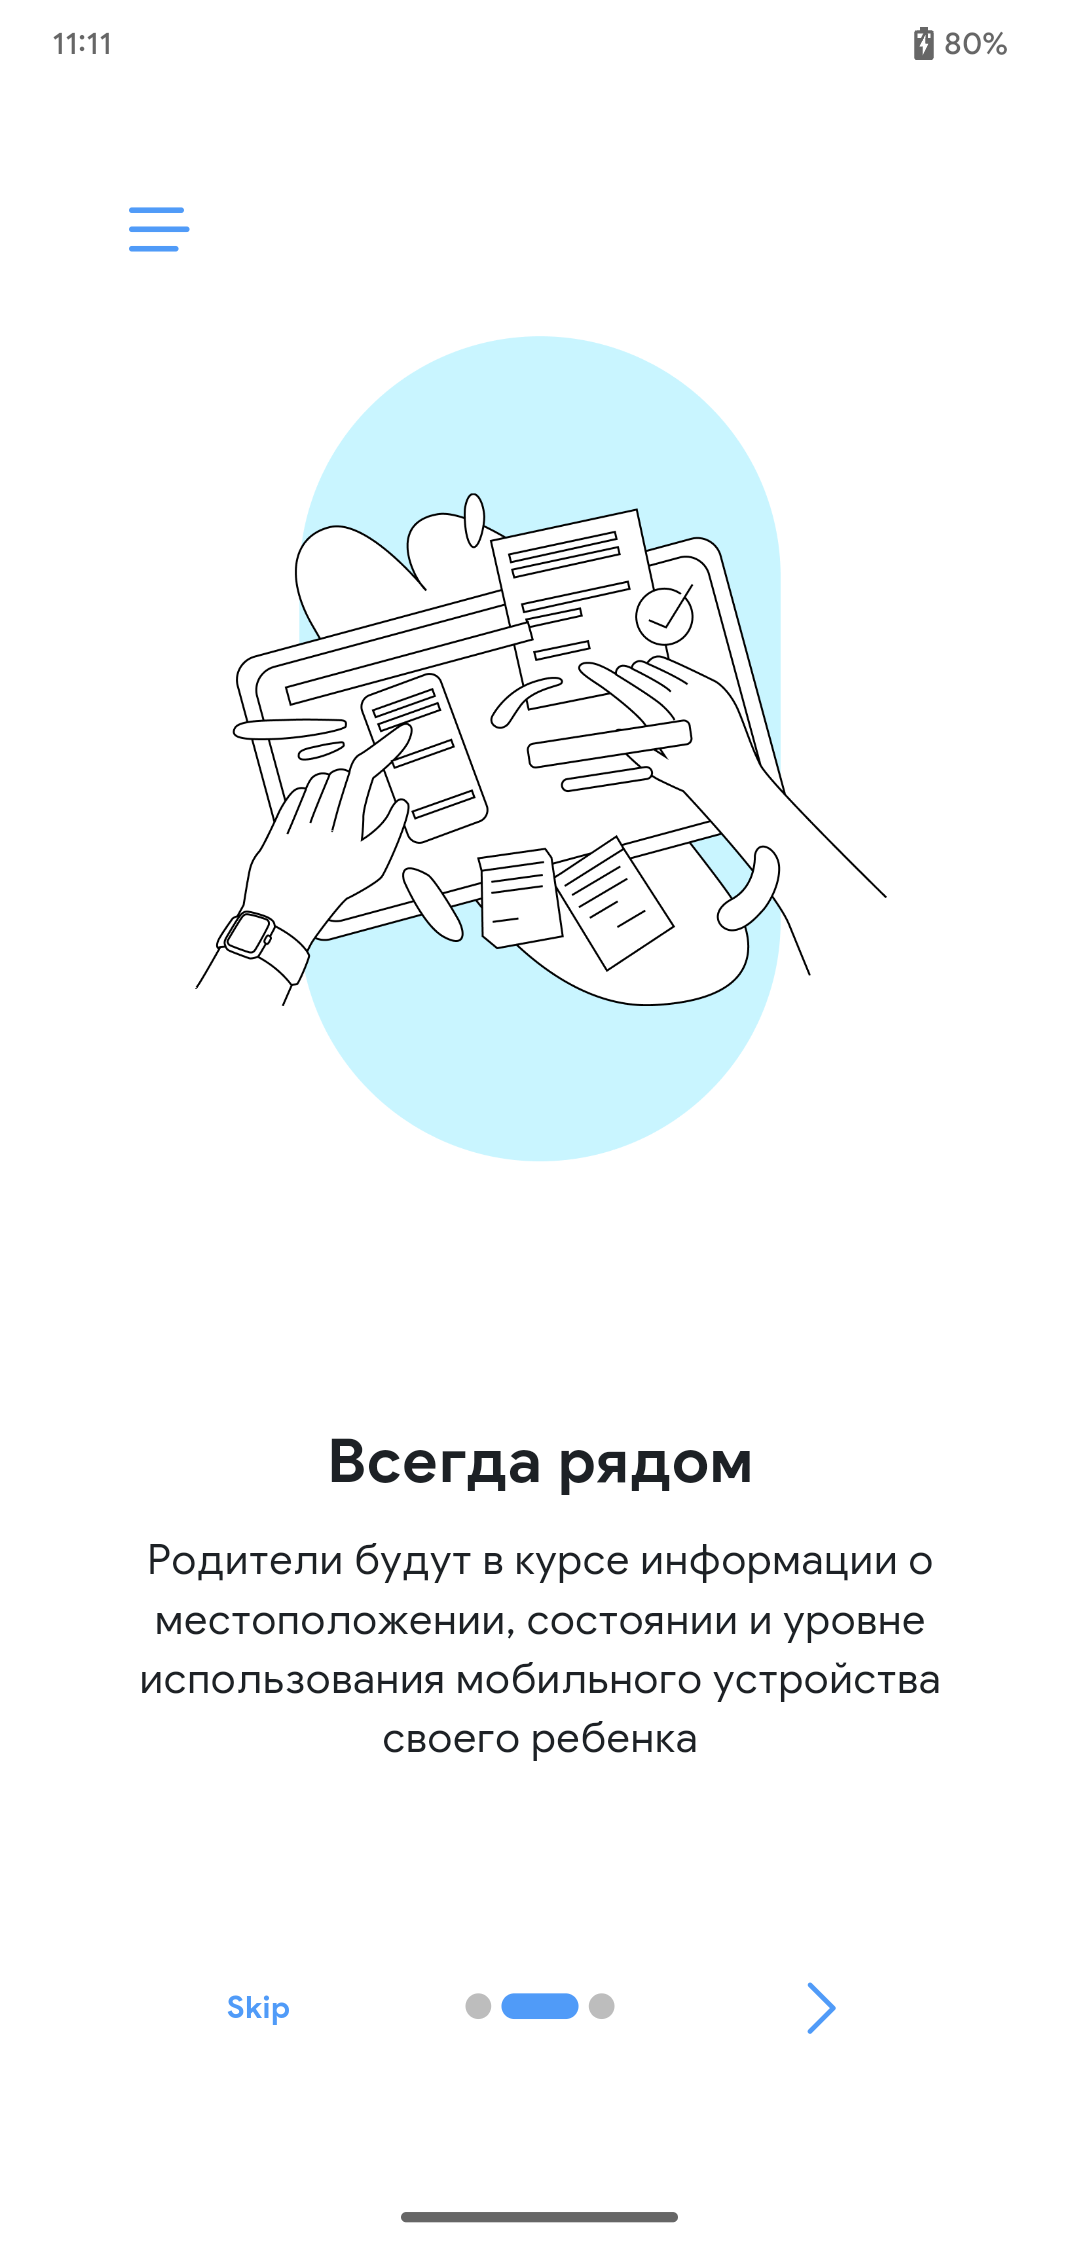 11:11
80%
Всегда рядом
Родители будут в курсе информации о
местоположении, состоянии и уровне
использования мобильного устройства
своего ребенка
Skip